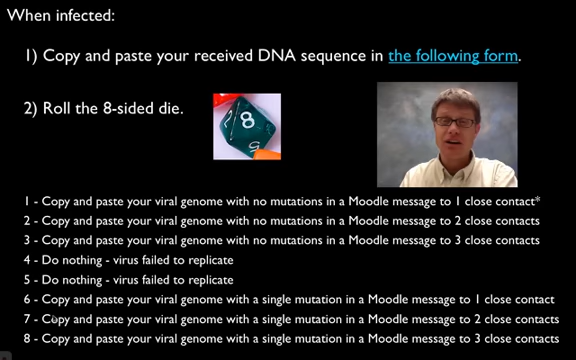 When infected:
1) Copy and paste your received DNA sequence in the following form.
2) Roll the 8-sided die.
8
1 - Copy and paste your viral genome with no mutations in a Moodle message to 1 close contact*
2 - Copy and paste your viral genome with no mutations in a Moodle message to 2 close contacts
3 - Copy and paste your viral genome with no mutations in a Moodle message to 3 close contacts
4 - Do nothing - virus failed to replicate
5 - Do nothing - virus failed to replicate
6 - Copy and paste your viral genome with a single mutation in a Moodle message to 1 close contact
7 - Copy and paste your viral genome with a single mutation in a Moodle message to 2 close contacts
8 - Copy and paste your viral genome with a single mutation in a Moodle message to 3 close contacts